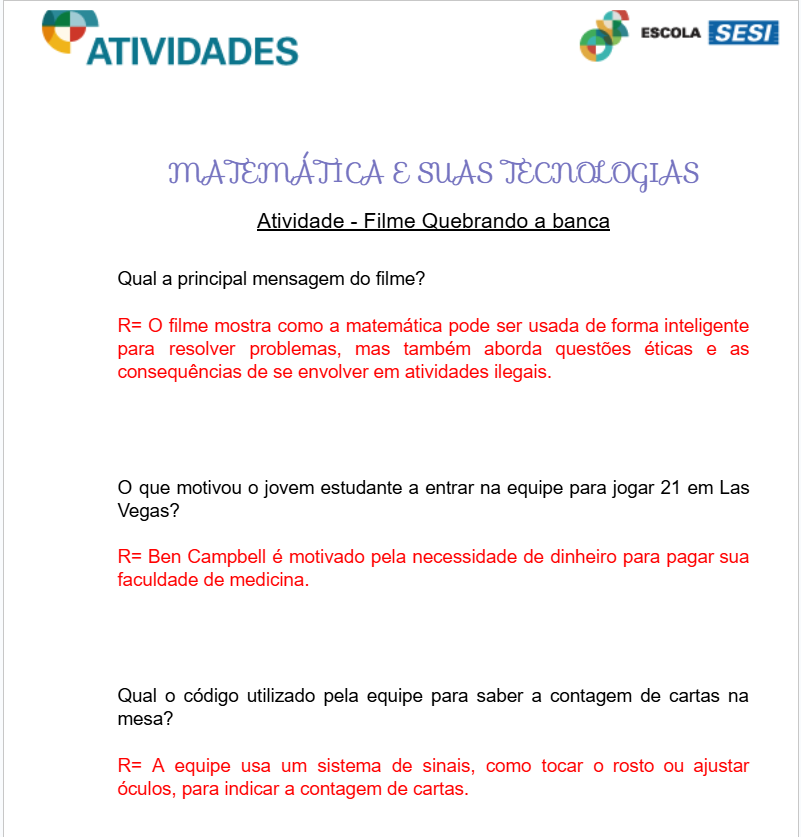 ATIVIDADES
ESCOLA SESI
MATEMÁTICA E SUAS TECNOLOGIAS
Atividade - Filme Quebrando a banca
Qual a principal mensagem do filme?
R= O filme mostra como a matemática pode ser usada de forma inteligente
para resolver problemas, mas também aborda questões éticas e as
consequências de se envolver em atividades ilegais.
O que motivou o jovem estudante a entrar na equipe para jogar 21 em Las
Vegas?
R= Ben Campbell é motivado pela necessidade de dinheiro para pagar sua
faculdade de medicina.
Qual o código utilizado pela equipe para saber a contagem de cartas na
mesa?
R= A equipe usa um sistema de sinais, como tocar o rosto ou ajustar
óculos, para indicar a contagem de cartas.